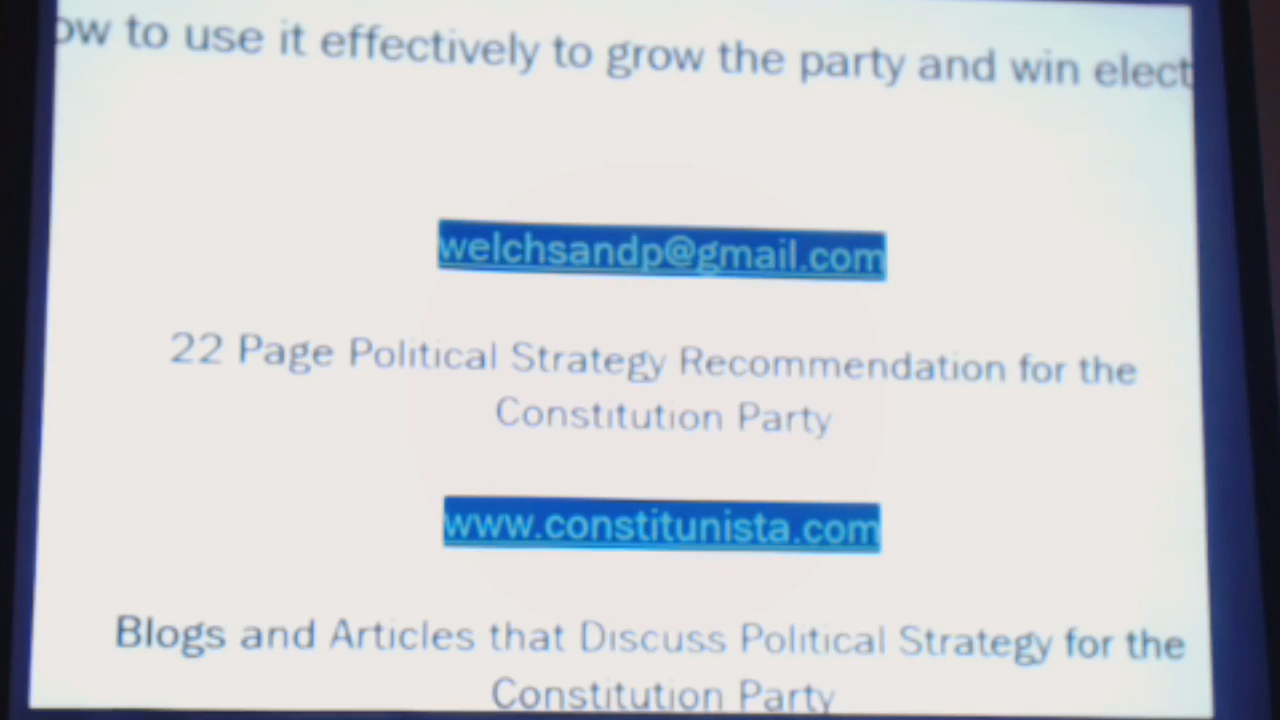 ow to use it effectively to grow the party and win elect
welchsandp@gmail.com
22 Page Political Strategy Recommendation for the
Constitution Party
www.constitunista.com
Blogs and Articles that Discuss Political Strategy for the
Constitution Party